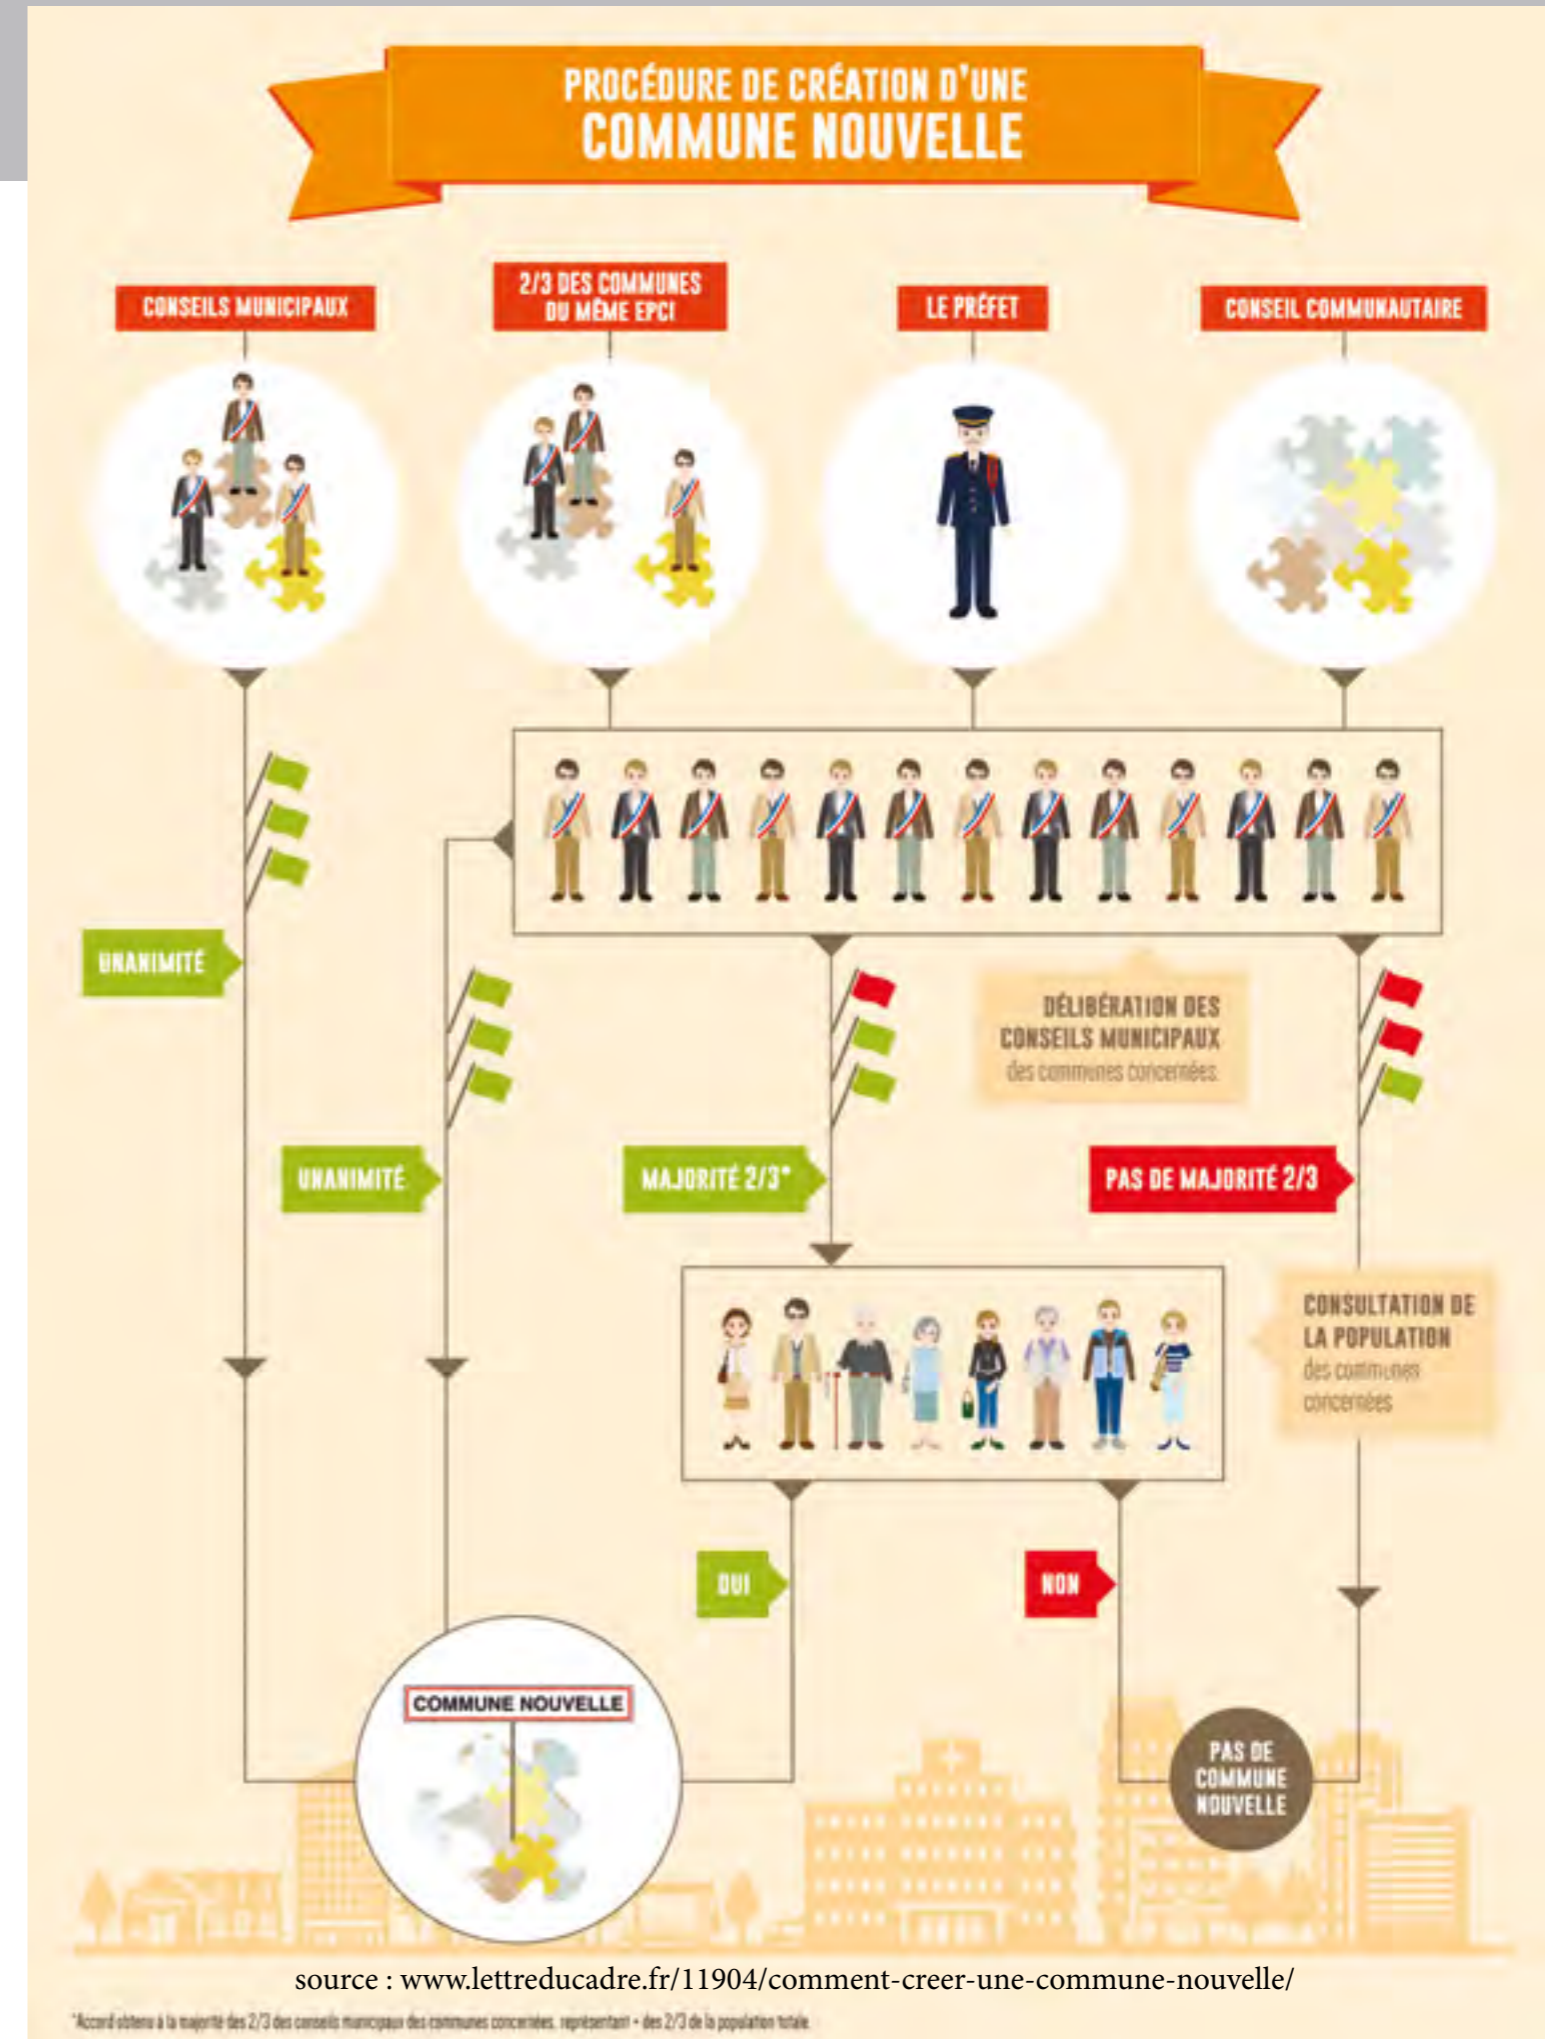 PROCÉDURE DE CRÉATION D'UNE
COMMUNE NOUVELLE
CONSEILS MUNICIPAUX
2/3 DES COMMUNES
DU MÊME EPCI
LE PRÉFET
CONSEIL COMMUNAUTAIRE
UNANIMITÉ
DÉLIBÉRATION DES
CONSEILS MUNICIPAUX
des communes concernées.
UNANIMITÉ
MAJORITÉ 2/3*
PAS DE MAJORITÉ 2/3
CONSULTATION DE
LA POPULATION
des communes
concernées
OUI
NON
COMMUNE NOUVELLE
PAS DE
COMMUNE
NOUVELLE
source : www.lettreducadre.fr/11904/comment-creer-une-commune-nouvelle/
*Accord obtenu à la majorité des 2/3 des conseils municipaux des communes concernées, représentant + des 2/3 de la population totale.